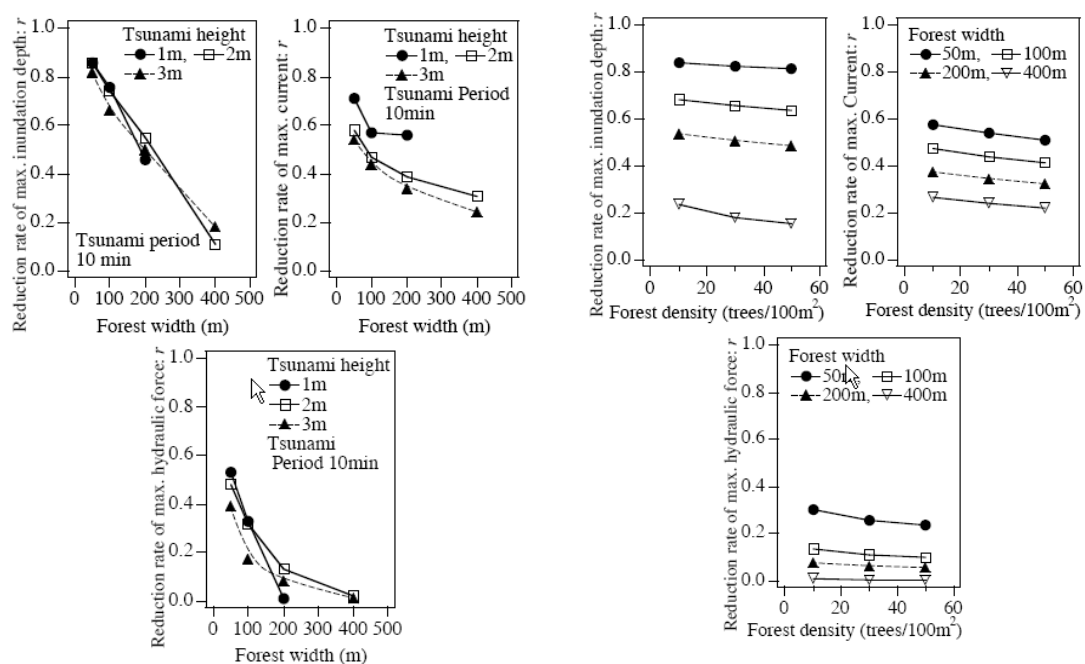 Reduction rate of max. inundation depth: r
1.0
0.8
0.6
0.4
0.2
0.0
Tsunami height
1m, 2m
3m
Tsunami period
10 min
0 100 200 300 400 500
Forest width (m)
Reduction rate of max. current: r
1.0
0.8
0.6
0.4
0.2
0.0
Tsunami height
1m, 2m
3m
Tsunami Period
10min
0 100 200 300 400 500
Forest width (m)
Reduction rate of max. inundation depth: r
1.0
0.8
0.6
0.4
0.2
0.0
0 20 40 60
Forest density (trees/100m²)
Reduction rate of max. Current: r
1.0
0.8
0.6
0.4
0.2
0.0
Forest width
50m, 100m
200m, 400m
0 20 40 60
Forest density (trees/100m²)
Reduction rate of max. hydraulic force: r
1.0
0.8
0.6
0.4
0.2
0.0
Tsunami height
1m
2m
3m
Tsunami
Period 10min
0 100 200 300 400 500
Forest width (m)
Reduction rate of max. hydraulic force: r
1.0
0.8
0.6
0.4
0.2
0.0
Forest width
100m
200m, 400m
0 20 40 60
Forest density (trees/100m²)